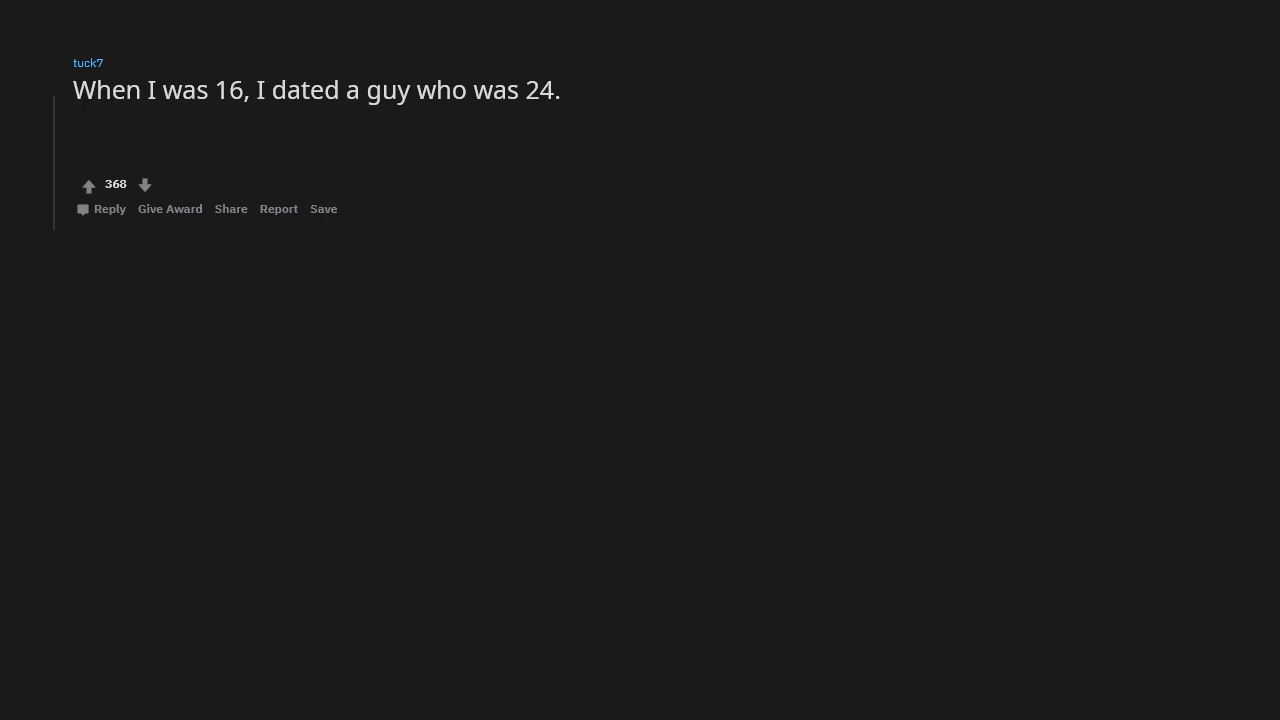 tuck7
When I was 16, I dated a guy who was 24.
368
Reply Give Award Share Report Save